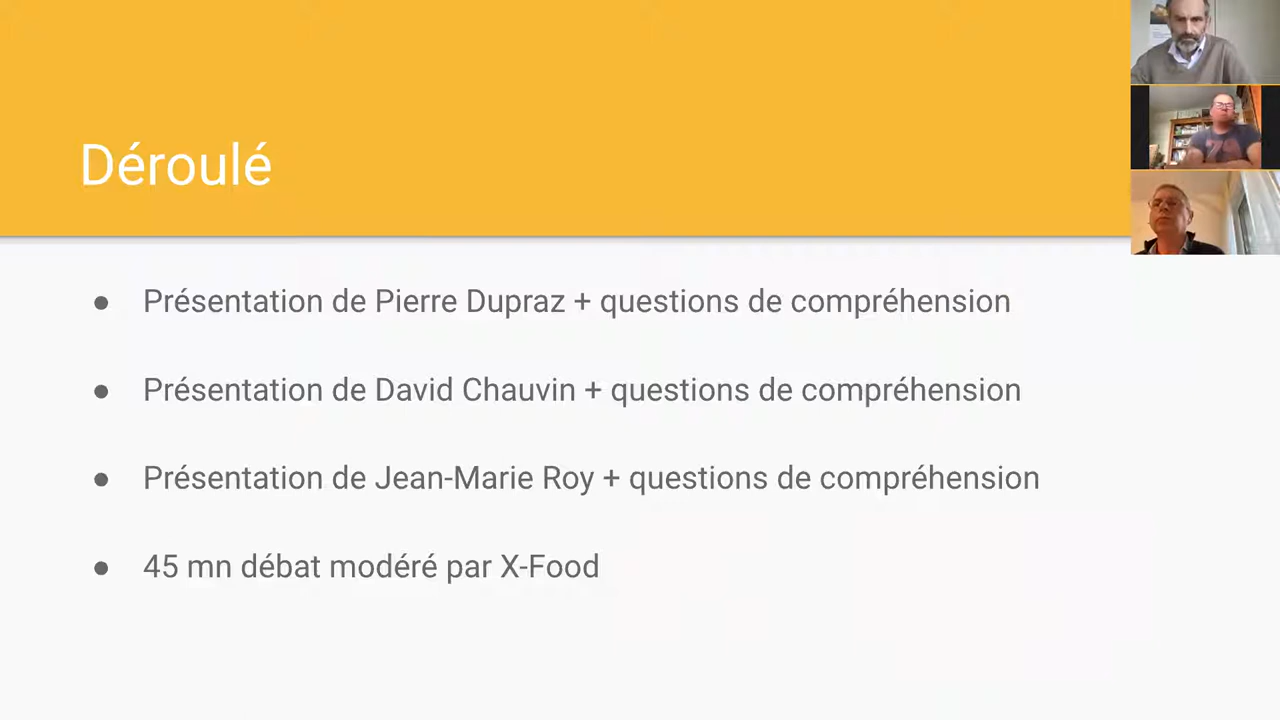 Déroulé
Présentation de Pierre Dupraz + questions de compréhension
Présentation de David Chauvin + questions de compréhension
Présentation de Jean-Marie Roy + questions de compréhension
45 mn débat modéré par X-Food